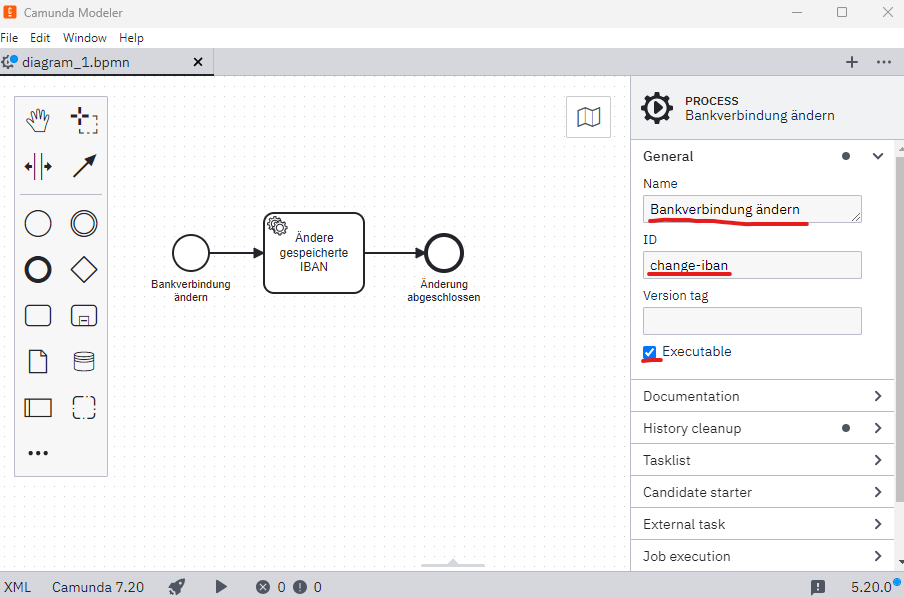 Camunda Modeler
File Edit Window Help
diagram_1.bpmn
PROCESS
Bankverbindung ändern
General
Name
Bankverbindung ändern
ID
change-iban
Version tag
Executable
Documentation
History cleanup
Tasklist
Candidate starter
External task
Job execution
Ändere
gespeicherte
IBAN
Bankverbindung
ändern
Änderung
abgeschlossen
XML Camunda 7.20 0 0 5.20.0